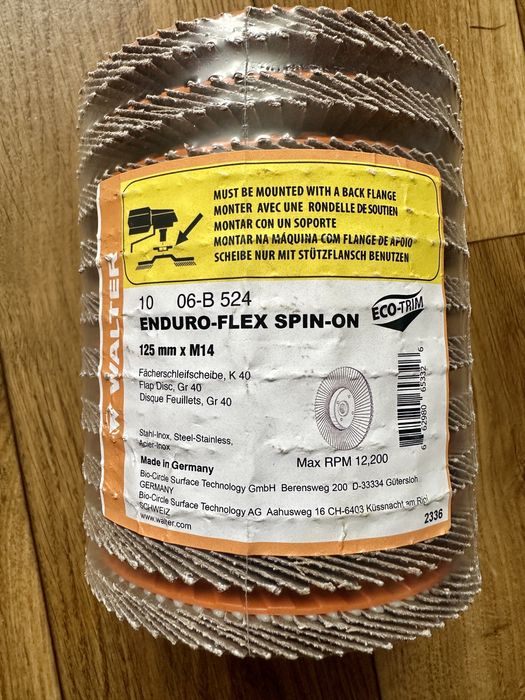 MUST BE MOUNTED WITH A BACK FLANGE
MONTER AVEC UNE RONDELLE DE SOUTIEN
MONTAR CON UN SOPORTE
MONTAR NA MÁQUINA COM FLANGE DE APOIO
SCHEIBE NUR MIT STÜTZFLANSCH BENUTZEN
WALTER
10 06-B 524
ENDURO-FLEX SPIN-ON
ECO-TRIM
125 mm x M14
Fächerschleifscheibe, K 40
Flap Disc, Gr 40
Disque Feuillets, Gr 40
Stahl-Inox, Steel-Stainless,
Acier-Inox
6 62980 65332 6
Made in Germany
Max RPM 12,200
Bio-Circle Surface Technology GmbH Berensweg 200 D-33334 Gütersloh
GERMANY
Bio-Circle Surface Technology AG Aahusweg 16 CH-6403 Küssnacht am Rigi
SCHWEIZ
www.walter.com
2336